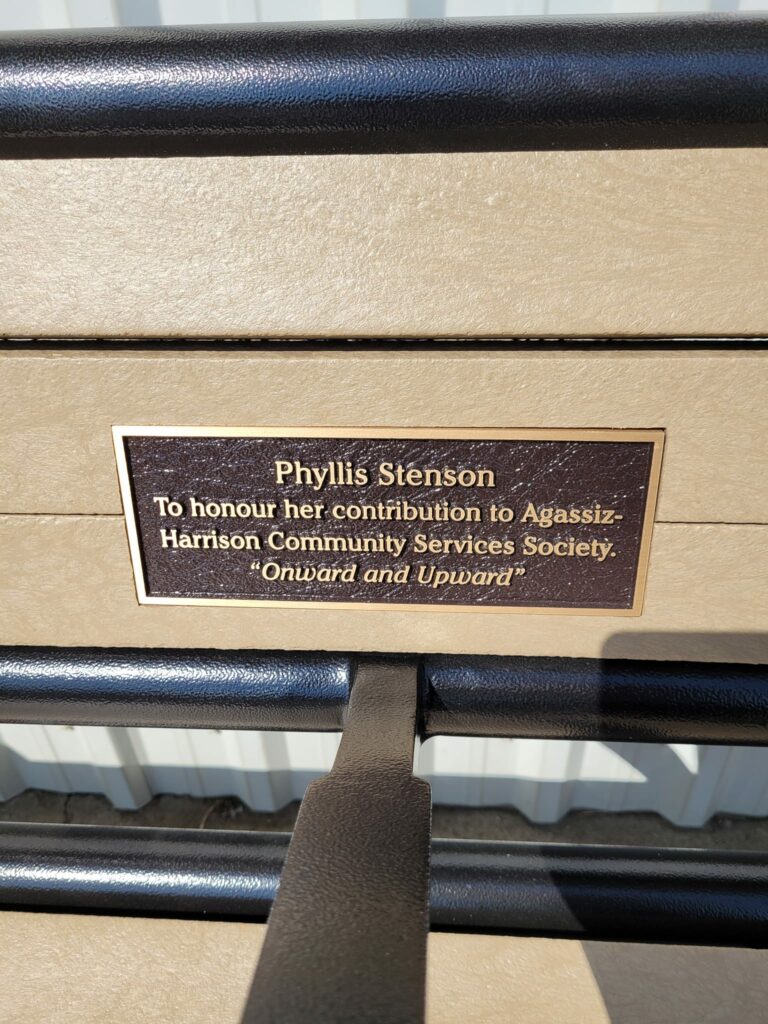 Phyllis Stenson
To honour her contribution to Agassiz-
Harrison Community Services Society.
"Onward and Upward"